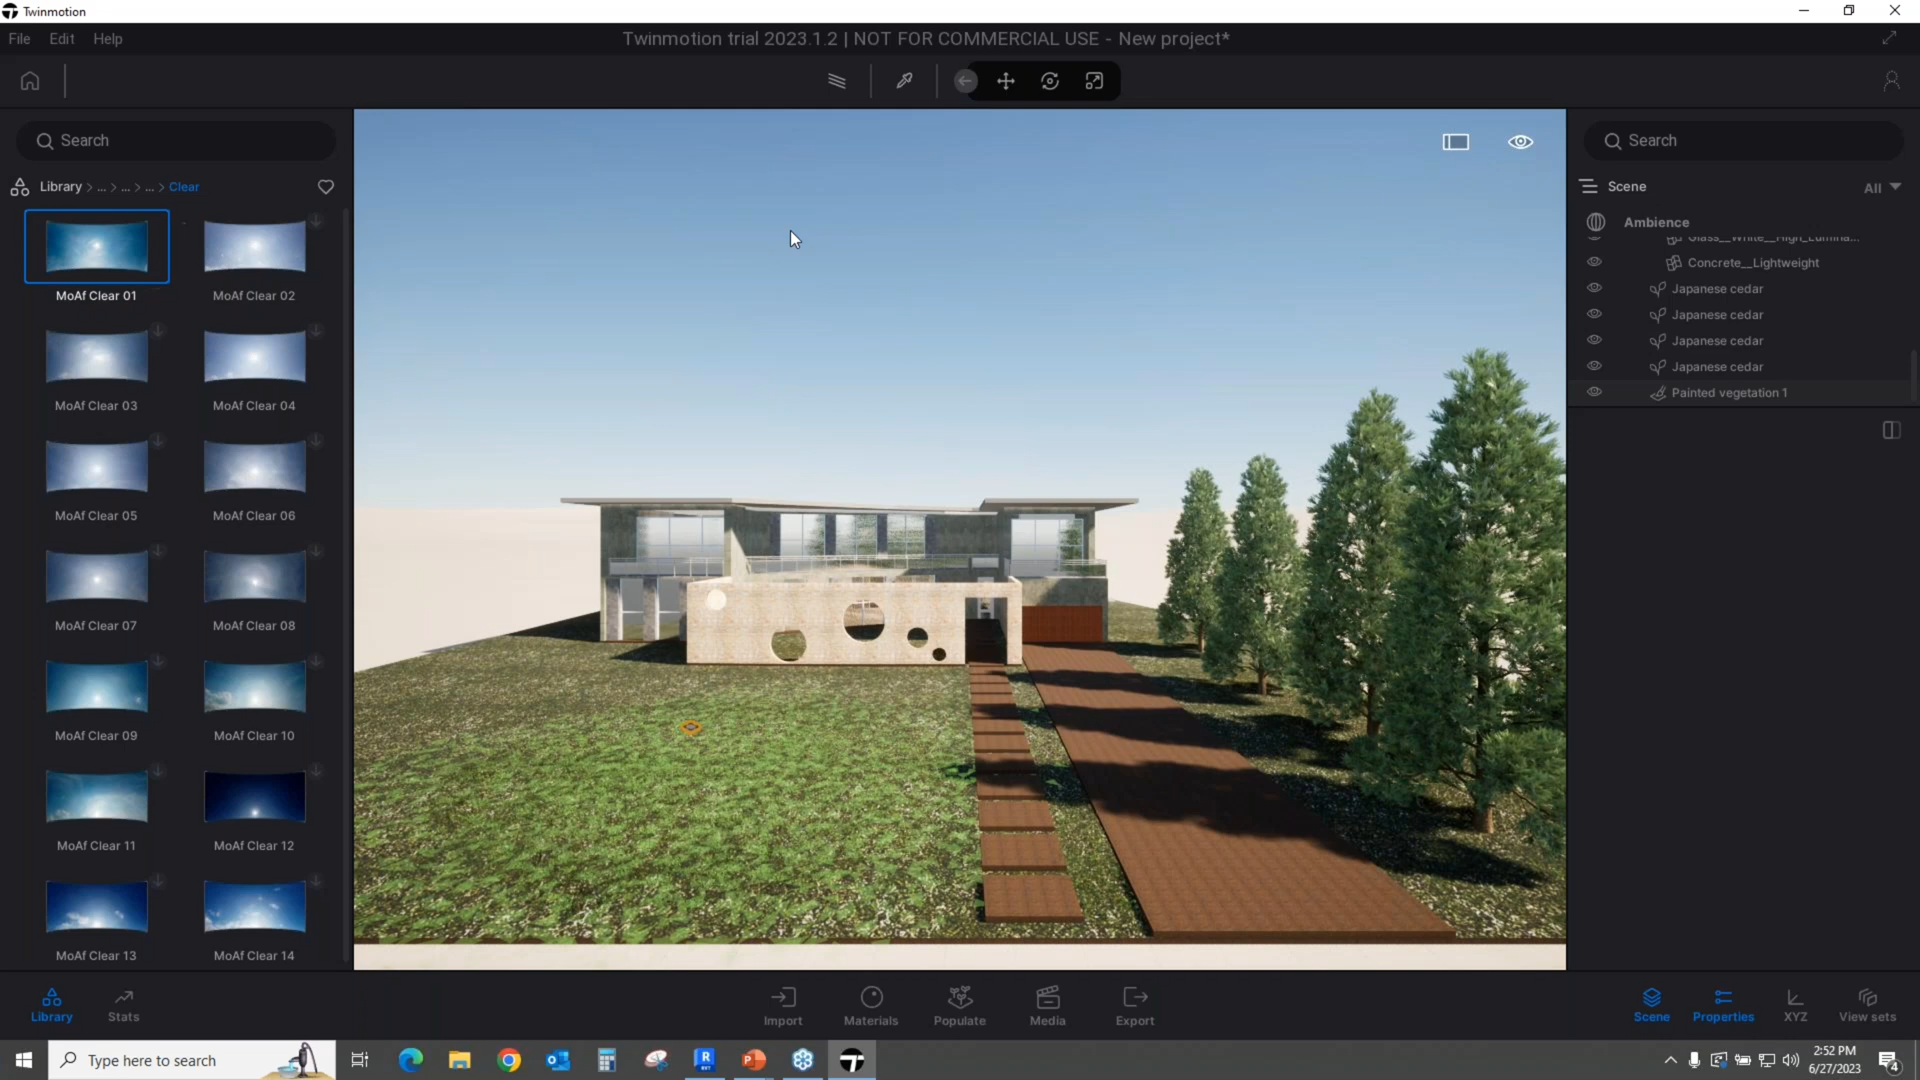 Twinmotion
File Edit Help
Twinmotion trial 2023.1.2 | NOT FOR COMMERCIAL USE - New project*
Search
Library > ... > ... > ... > Clear
MoAf Clear 01
MoAf Clear 02
MoAf Clear 03
MoAf Clear 04
MoAf Clear 05
MoAf Clear 06
MoAf Clear 07
MoAf Clear 08
MoAf Clear 09
MoAf Clear 10
MoAf Clear 11
MoAf Clear 12
MoAf Clear 13
MoAf Clear 14
Search
Scene
All
Ambience
Glass__White__High_Lumina...
Concrete__Lightweight
Japanese cedar
Japanese cedar
Japanese cedar
Japanese cedar
Painted vegetation 1
Library
Stats
Import
Materials
Populate
Media
Export
Scene
Properties
XYZ
View sets
Type here to search
2:52 PM
6/27/2023
4